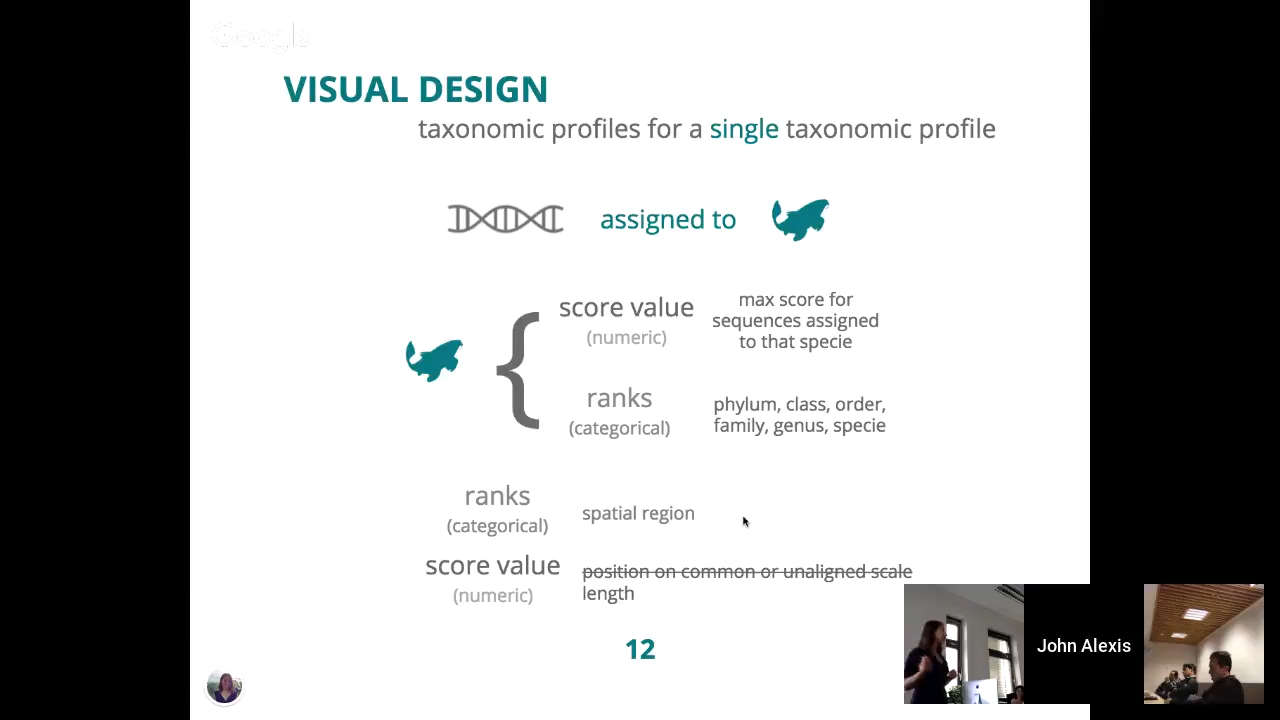 Google
VISUAL DESIGN
taxonomic profiles for a single taxonomic profile
assigned to
score value
(numeric)
max score for
sequences assigned
to that specie
{
ranks
(categorical)
phylum, class, order,
family, genus, specie
ranks
(categorical)
spatial region
score value
(numeric)
position on common or unaligned scale
length
12
John Alexis